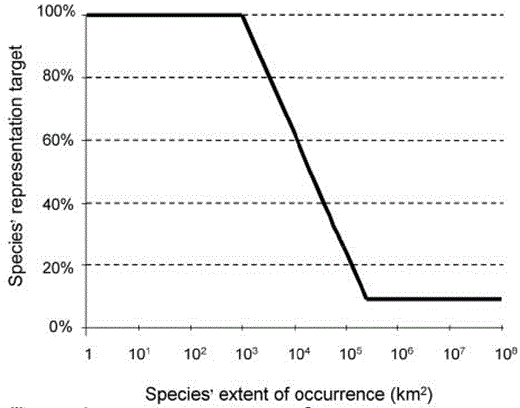 100%
80%
60%
40%
20%
0%
Species' representation target
1 10¹ 10² 10³ 10⁴ 10⁵ 10⁶ 10⁷ 10⁸
Species' extent of occurrence (km²)